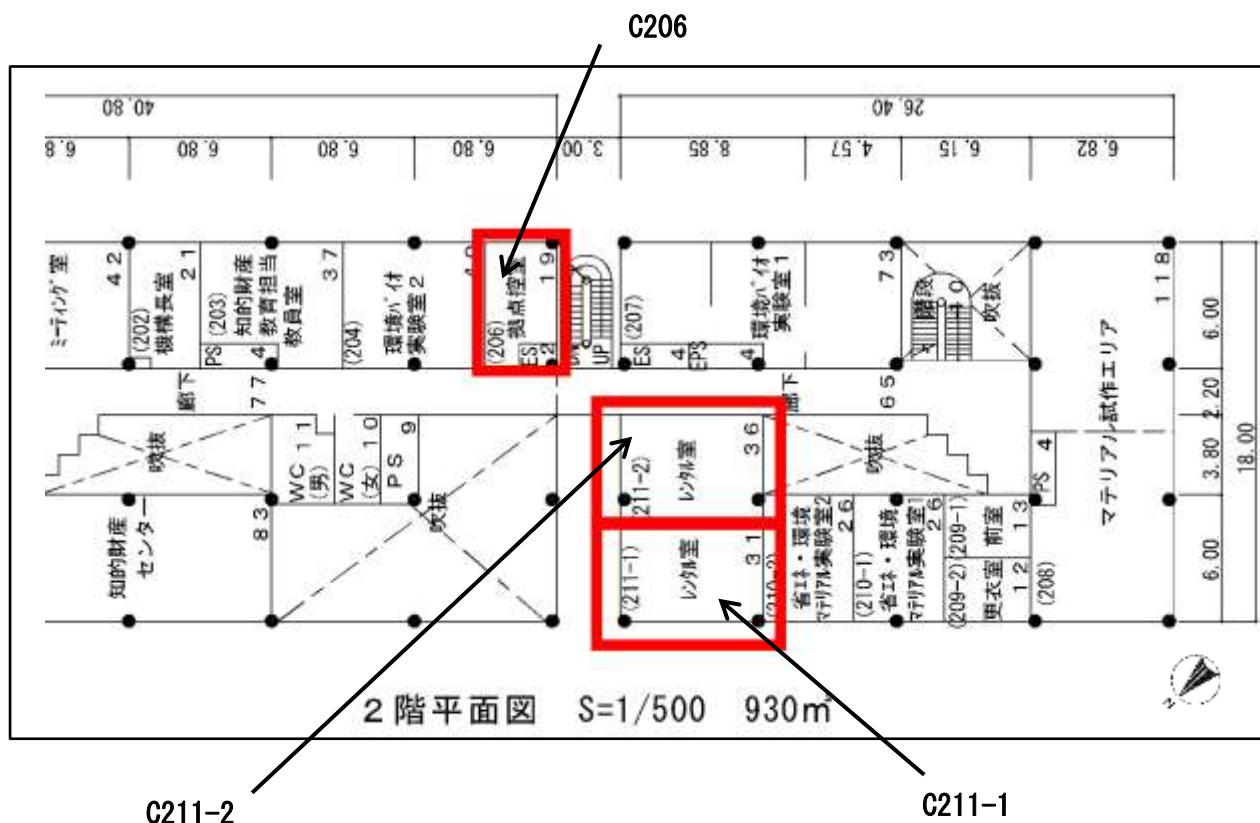 C206
40.80
26.40
6.8
6.80
6.80
6.80
3.00
8.85
4.57
6.15
6.82
ﾐｰﾃｨﾝｸﾞ室
42
(202)
機構長室
21
(203)
知的財産
教育担当
教員室
37
PS
4
(204)
環境ﾊﾞｲｵ
実験室2
(206)
拠点控室
19
ES
2
UP
(207)
環境ﾊﾞｲｵ
実験室1
73
ES
4
EPS
4
階段
吹抜
118
マテリアル試作エリア
6.00
2.20
3.80
6.00
18.00
廊下
77
廊下
65
吹抜
WC
(男)
11
WC
(女)
10
PS
9
吹抜
211-2)
ﾚﾝﾀﾙ室
36
吹抜
PS
4
知的財産
センター
83
(211-1)
ﾚﾝﾀﾙ室
31
(210-2)
省ｴﾈ・環境
ﾏﾃﾘｱﾙ実験室2
26
(210-1)
省ｴﾈ・環境
ﾏﾃﾘｱﾙ実験室1
26
(209-1)
前室
13
(209-2)
更衣室
12
(208)
N
2階平面図 S=1/500 930㎡
C211-2
C211-1